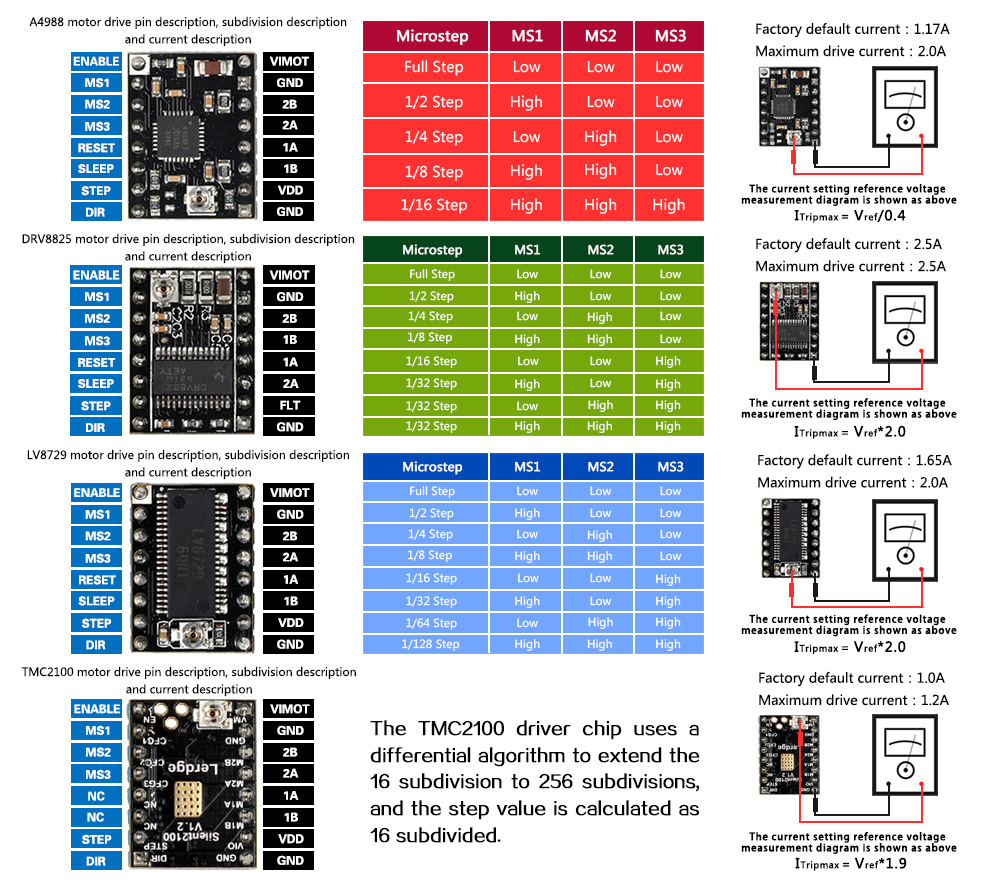 A4988 motor drive pin description, subdivision description
and current description
ENABLE VIMOT
MS1 GND
MS2 2B
MS3 2A
RESET 1A
SLEEP 1B
STEP VDD
DIR GND
Microstep MS1 MS2 MS3
Full Step Low Low Low
1/2 Step High Low Low
1/4 Step Low High Low
1/8 Step High High Low
1/16 Step High High High
Factory default current : 1.17A
Maximum drive current : 2.0A
The current setting reference voltage
measurement diagram is shown as above
ITripmax = Vref/0.4
DRV8825 motor drive pin description, subdivision description
and current description
ENABLE VIMOT
MS1 GND
MS2 2B
MS3 1B
RESET 1A
SLEEP 2A
STEP FLT
DIR GND
Microstep MS1 MS2 MS3
Full Step Low Low Low
1/2 Step High Low Low
1/4 Step Low High Low
1/8 Step High High Low
1/16 Step Low Low High
1/32 Step High Low High
1/32 Step Low High High
1/32 Step High High High
Factory default current : 2.5A
Maximum drive current : 2.5A
The current setting reference voltage
measurement diagram is shown as above
ITripmax = Vref*2.0
LV8729 motor drive pin description, subdivision description
and current description
ENABLE VIMOT
MS1 GND
MS2 2B
MS3 2A
RESET 1A
SLEEP 1B
STEP VDD
DIR GND
LV8729
Microstep MS1 MS2 MS3
Full Step Low Low Low
1/2 Step High Low Low
1/4 Step Low High Low
1/8 Step High High Low
1/16 Step Low Low High
1/32 Step High Low High
1/64 Step Low High High
1/128 Step High High High
Factory default current : 1.65A
Maximum drive current : 2.0A
The current setting reference voltage
measurement diagram is shown as above
ITripmax = Vref*2.0
TMC2100 motor drive pin description, subdivision description
and current description
ENABLE VIMOT
MS1 GND
MS2 2B
MS3 2A
NC 1A
NC 1B
STEP VDD
DIR GND
EN VM
CFG1 GND
CFG2 M2B
CFG3 M2A
NC M1A
NC M1B
STEP VIO
DIR GND
Lerdge
Silent2100
V1.2
The TMC2100 driver chip uses a
differential algorithm to extend the
16 subdivision to 256 subdivisions,
and the step value is calculated as
16 subdivided.
Factory default current : 1.0A
Maximum drive current : 1.2A
The current setting reference voltage
measurement diagram is shown as above
ITripmax = Vref*1.9